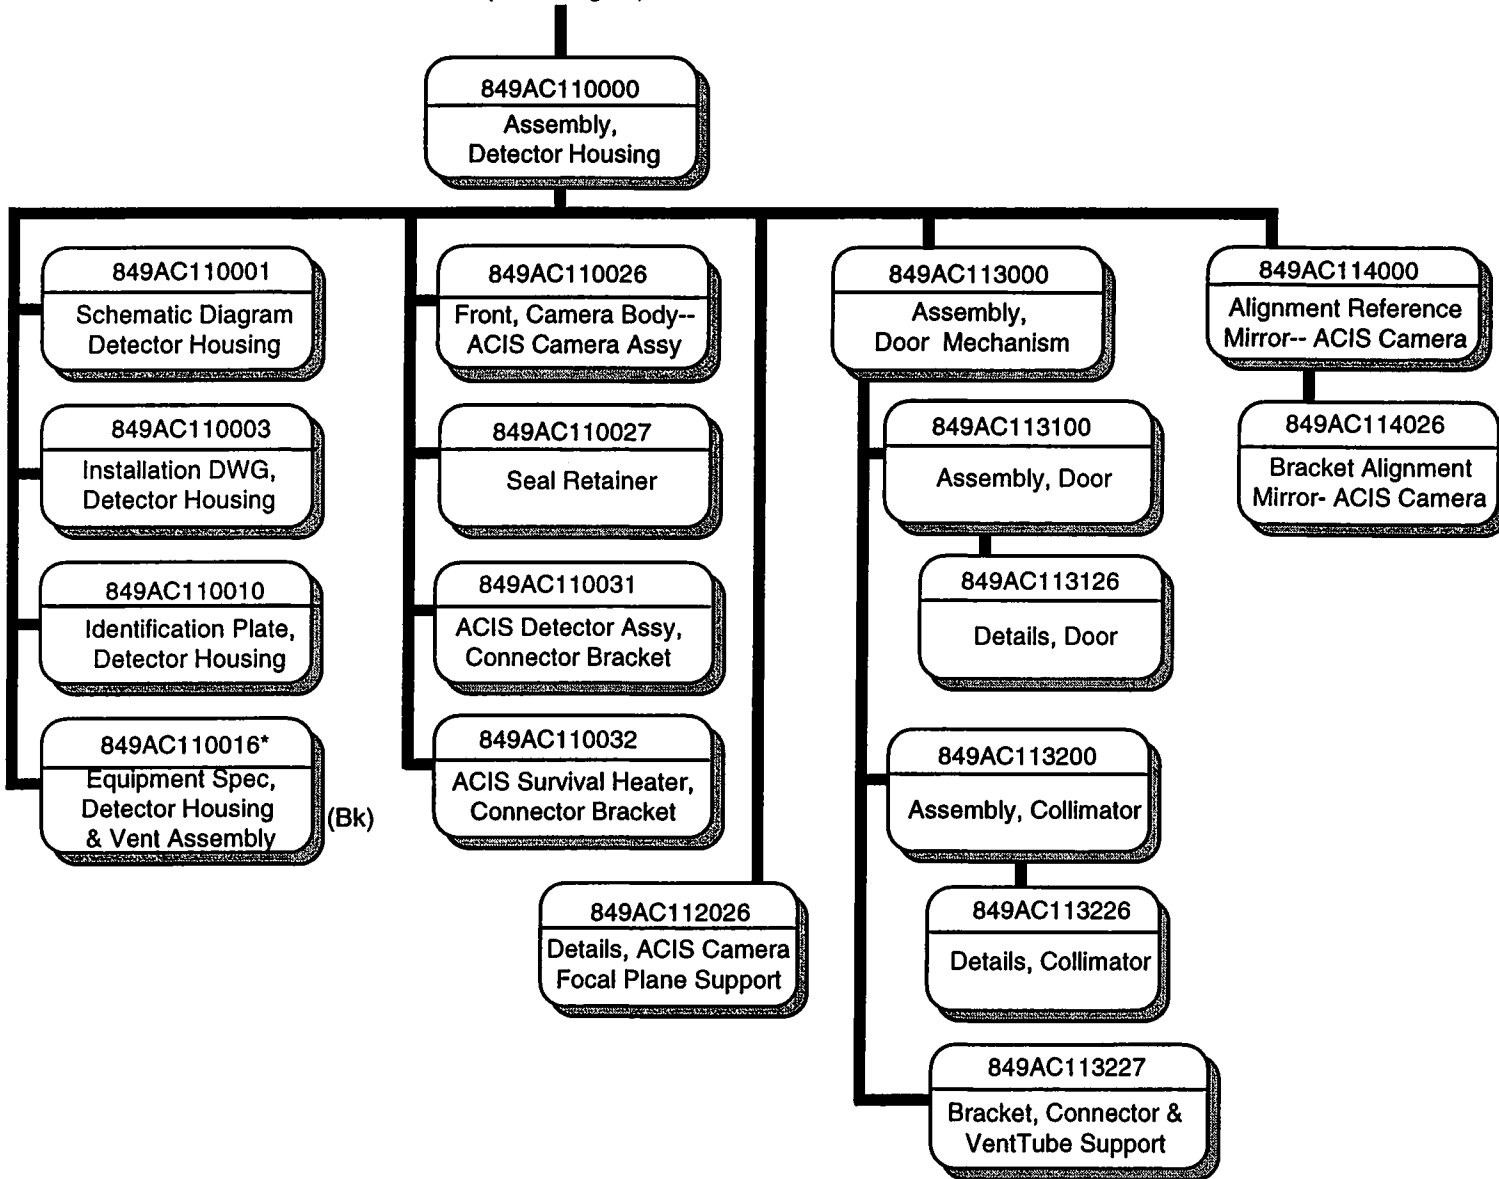 849AC110000
Assembly,
Detector Housing
849AC110001
Schematic Diagram
Detector Housing
849AC110003
Installation DWG,
Detector Housing
849AC110010
Identification Plate,
Detector Housing
849AC110016*
Equipment Spec,
Detector Housing
& Vent Assembly
(Bk)
849AC110026
Front, Camera Body--
ACIS Camera Assy
849AC110027
Seal Retainer
849AC110031
ACIS Detector Assy,
Connector Bracket
849AC110032
ACIS Survival Heater,
Connector Bracket
849AC112026
Details, ACIS Camera
Focal Plane Support
849AC113000
Assembly,
Door Mechanism
849AC113100
Assembly, Door
849AC113126
Details, Door
849AC113200
Assembly, Collimator
849AC113226
Details, Collimator
849AC113227
Bracket, Connector &
VentTube Support
849AC114000
Alignment Reference
Mirror-- ACIS Camera
849AC114026
Bracket Alignment
Mirror- ACIS Camera